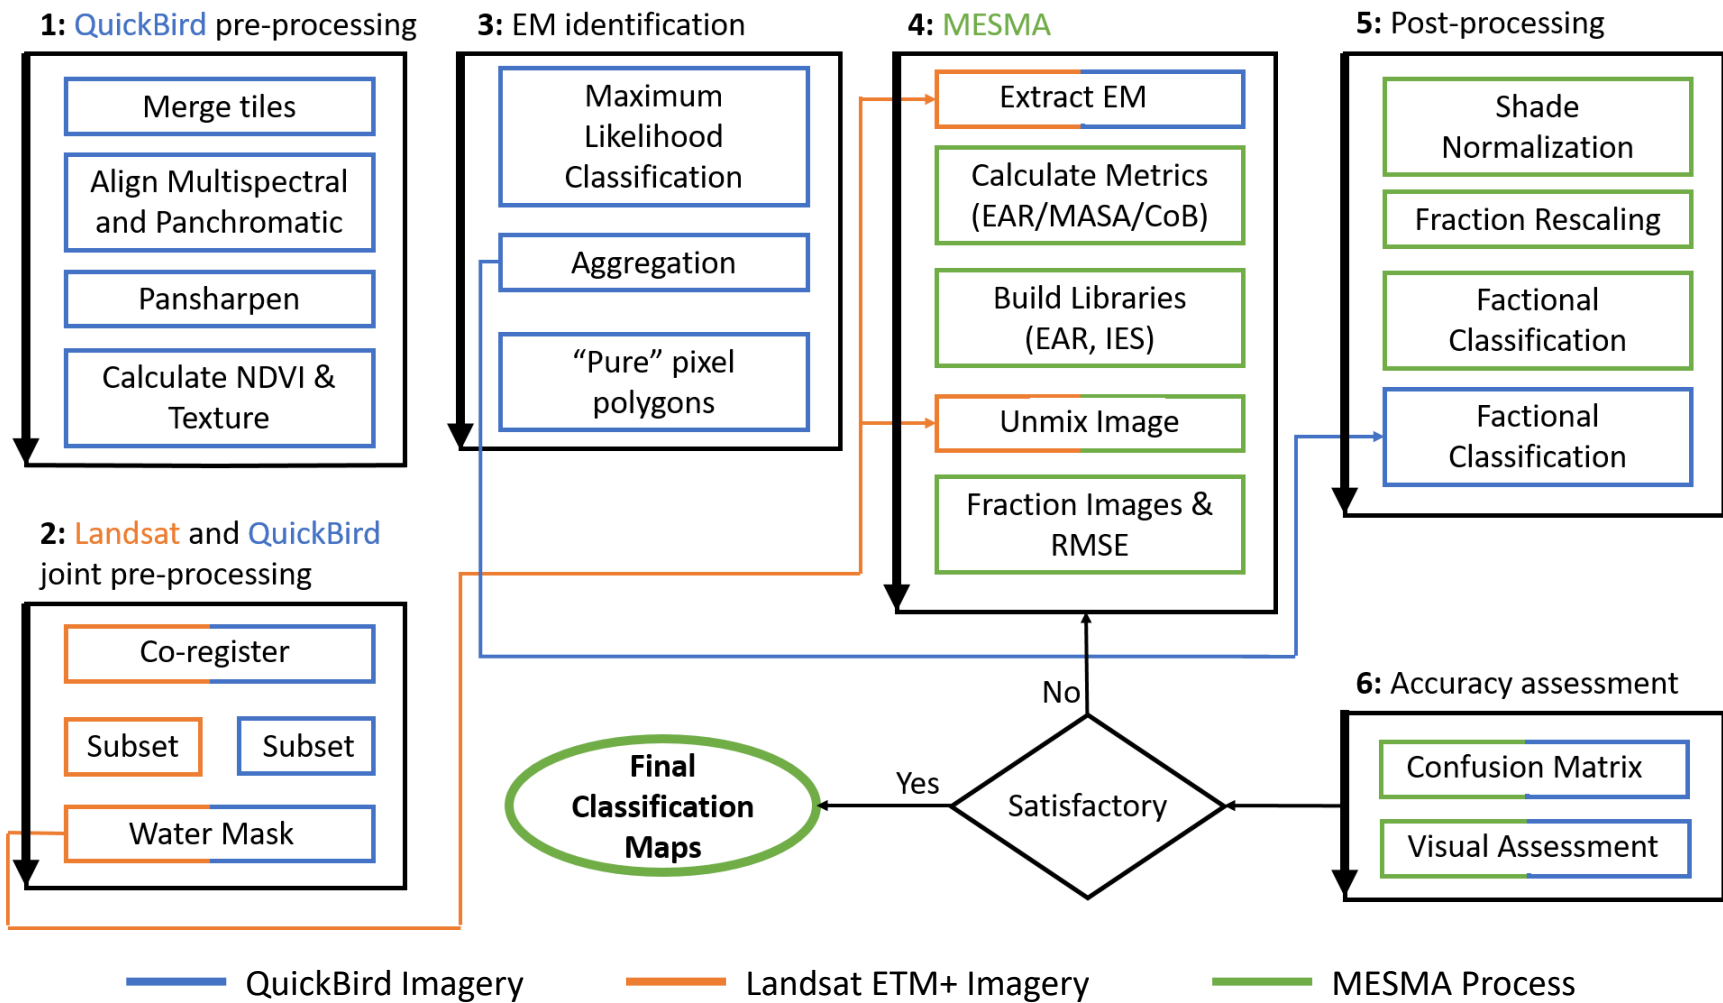 1: QuickBird pre-processing
Merge tiles
Align Multispectral
and Panchromatic
Pansharpen
Calculate NDVI &
Texture
2: Landsat and QuickBird
joint pre-processing
Co-register
Subset
Subset
Water Mask
3: EM identification
Maximum
Likelihood
Classification
Aggregation
“Pure” pixel
polygons
4: MESMA
Extract EM
Calculate Metrics
(EAR/MASA/CoB)
Build Libraries
(EAR, IES)
Unmix Image
Fraction Images &
RMSE
5: Post-processing
Shade
Normalization
Fraction Rescaling
Factional
Classification
Factional
Classification
6: Accuracy assessment
Confusion Matrix
Visual Assessment
Satisfactory
No
Yes
Final
Classification
Maps
QuickBird Imagery
Landsat ETM+ Imagery
MESMA Process